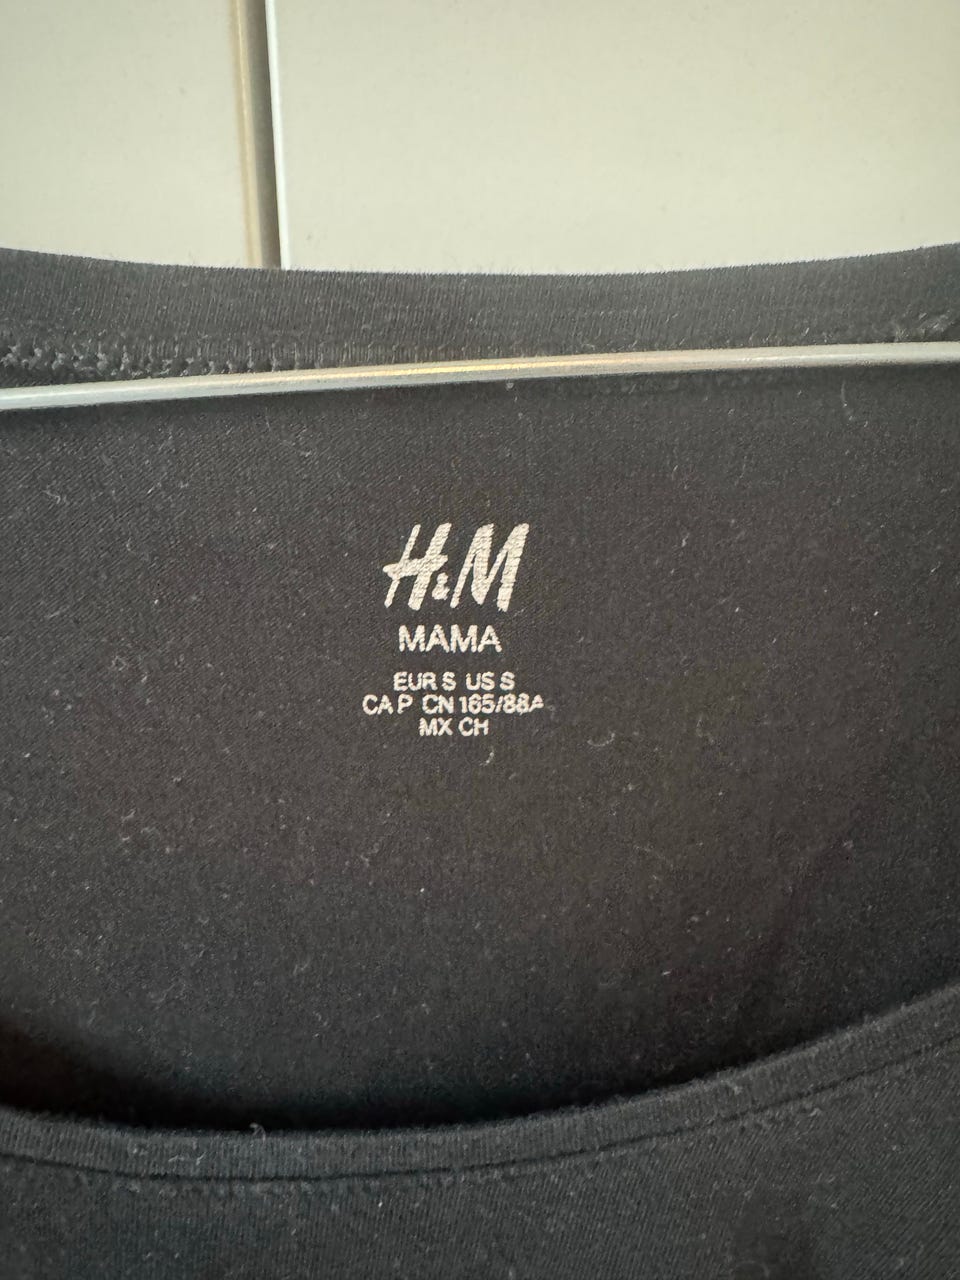 H&M
MAMA
EUR S US S
CA P CN 165/88A
MX CH